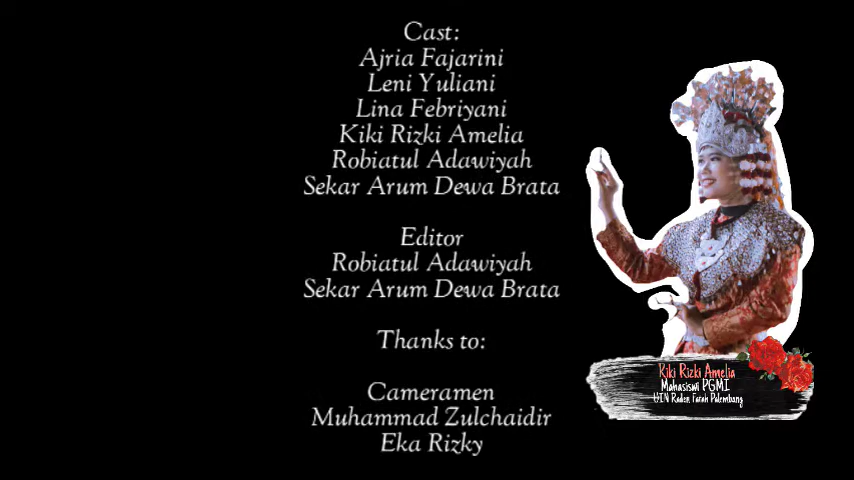 Cast:
Ajria Fajarini
Leni Yuliani
Lina Febriyani
Kiki Rizki Amelia
Robiatul Adawiyah
Sekar Arum Dewa Brata
Editor
Robiatul Adawiyah
Sekar Arum Dewa Brata
Thanks to:
Cameramen
Muhammad Zulchaidir
Eka Rizky
Kiki Rizki Amelia
Mahasiswi PGMI
UIN Raden Fatah Palembang